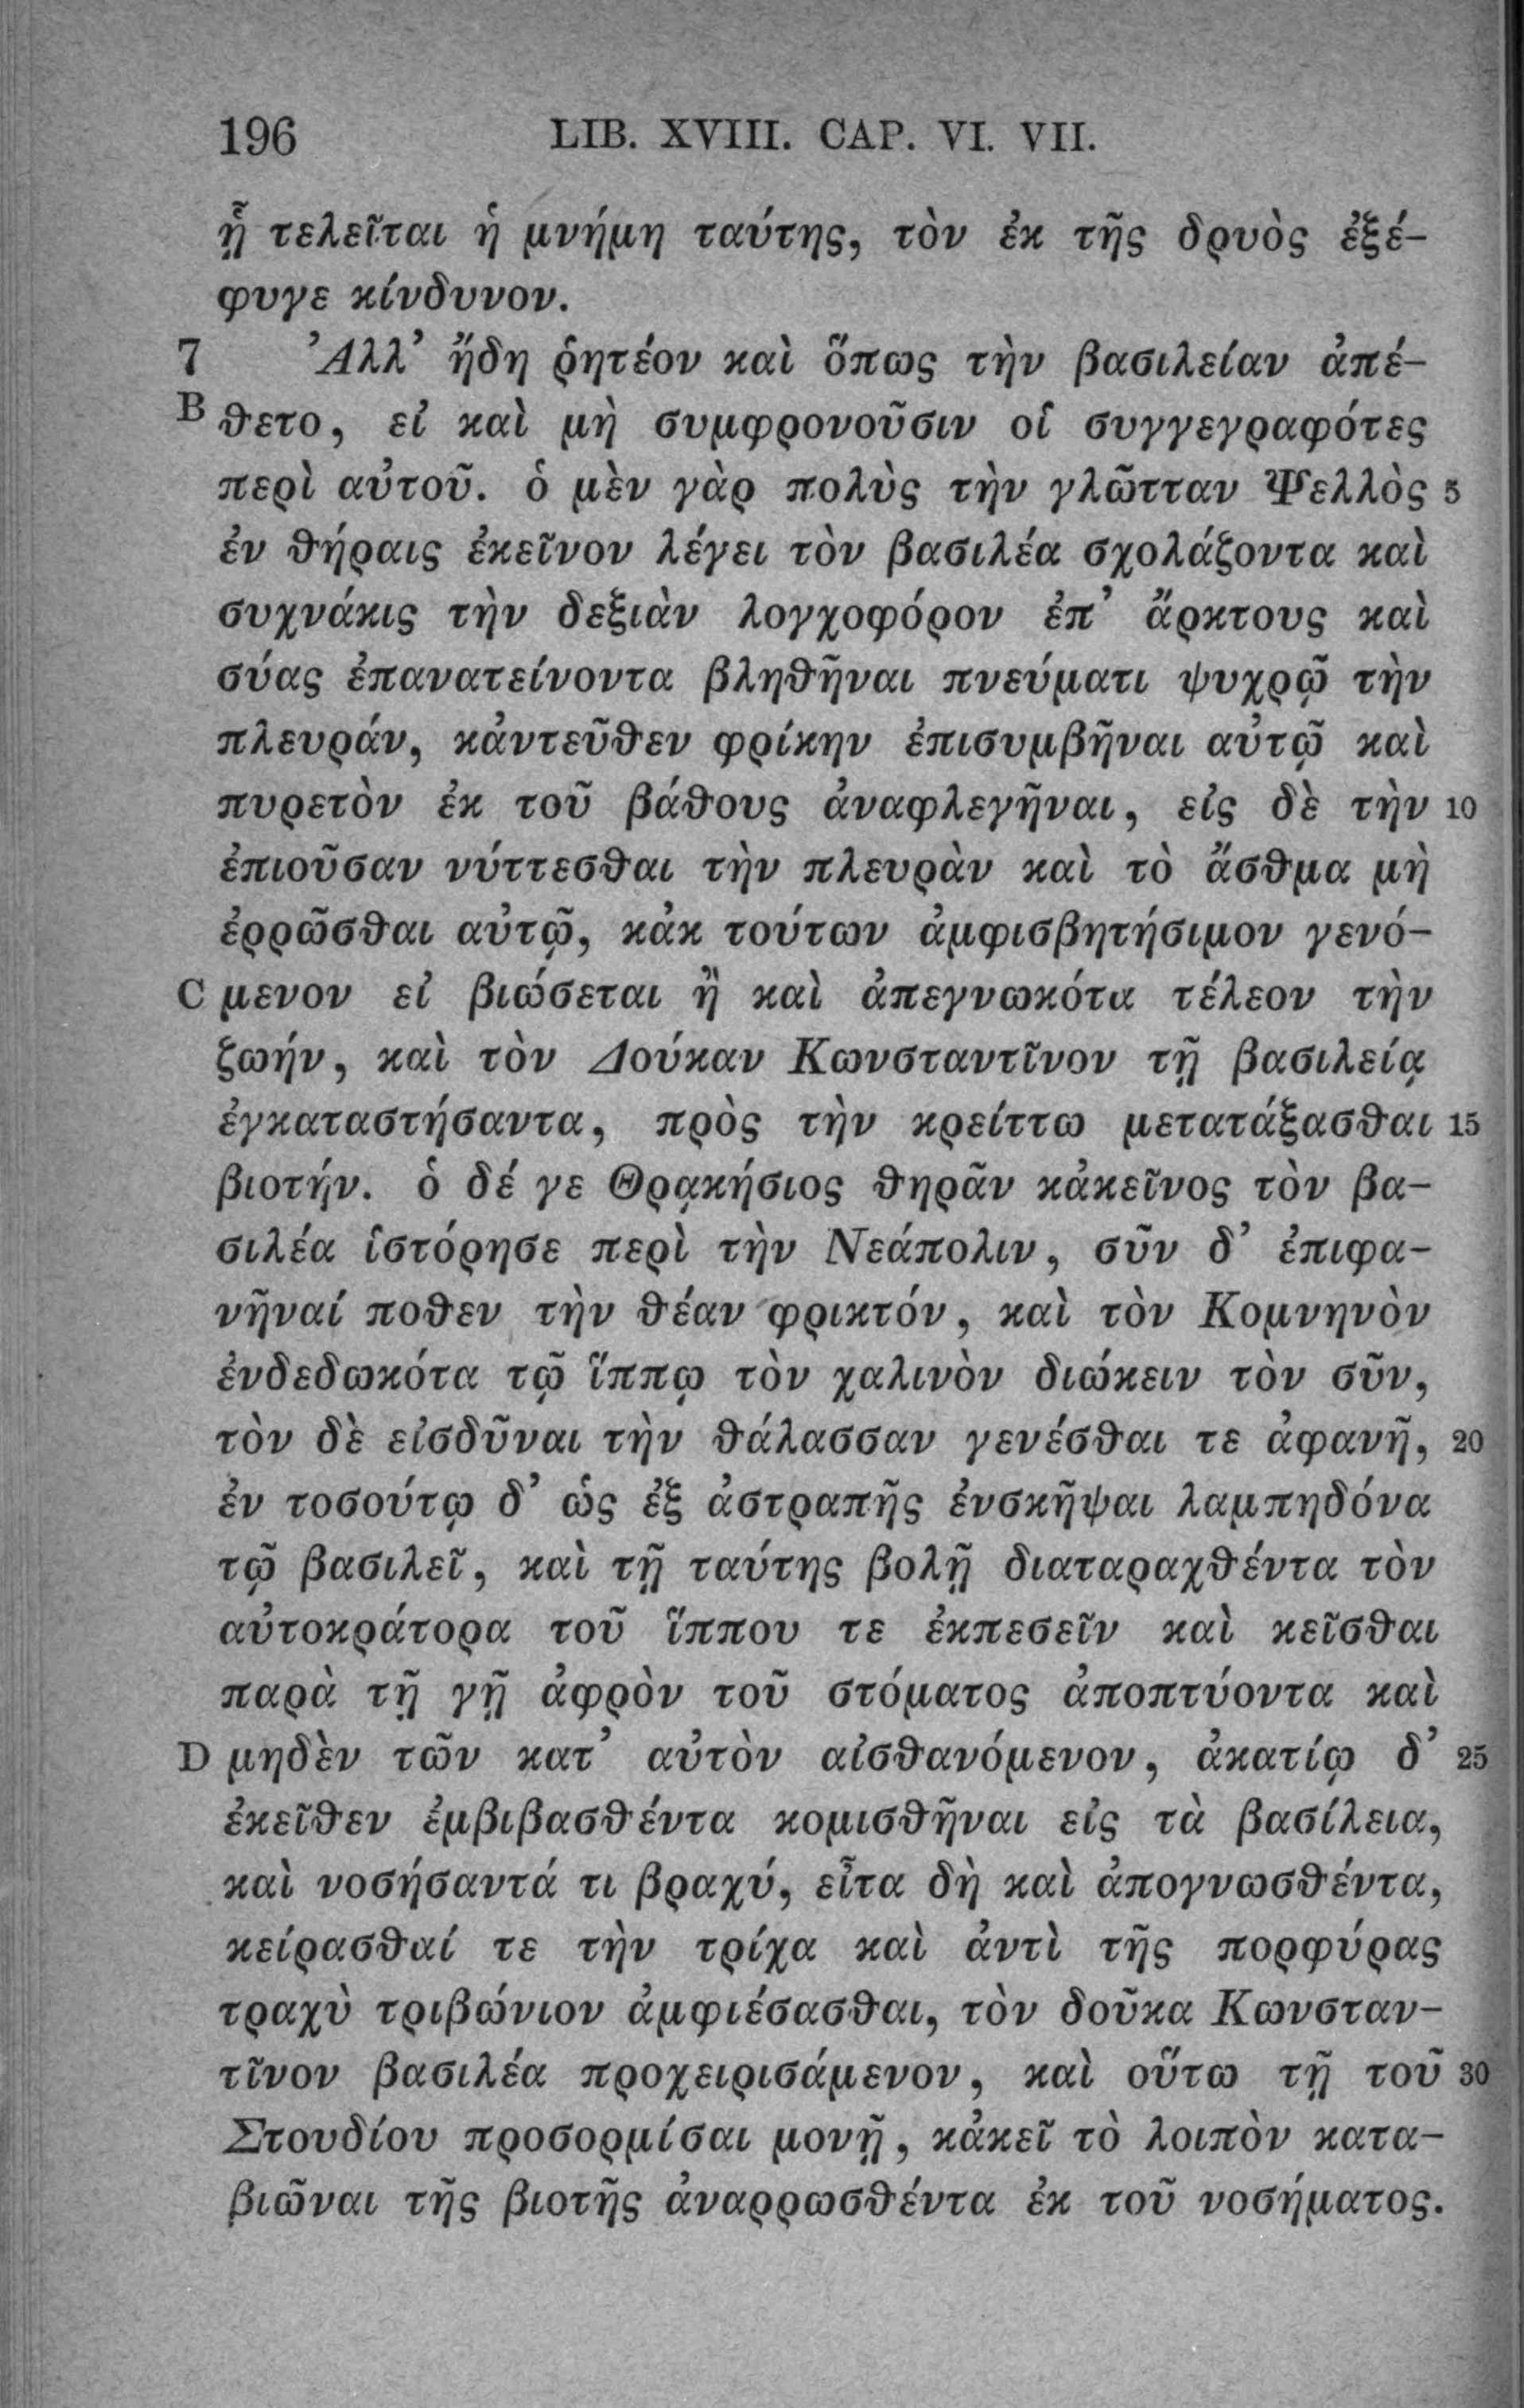 196 LIB. XVIII. CAP. VI. VII.
ᾗ τελεῖται ἡ μνήμη ταύτης, τὸν ἐκ τῆς δρυὸς ἐξέ-
φυγε κίνδυνον.
7 Ἀλλ’ ἤδη ῥητέον καὶ ὅπως τὴν βασιλείαν ἀπέ-
B θετο, εἰ καὶ μὴ συμφρονοῦσιν οἱ συγγεγραφότες
περὶ αὐτοῦ. ὁ μὲν γὰρ πολὺς τὴν γλῶτταν Ψελλὸς 5
ἐν θήραις ἐκεῖνον λέγει τὸν βασιλέα σχολάζοντα καὶ
συχνάκις τὴν δεξιὰν λογχοφόρον ἐπ’ ἄρκτους καὶ
σύας ἐπανατείνοντα βληθῆναι πνεύματι ψυχρῷ τὴν
πλευράν, κἀντεῦθεν φρίκην ἐπισυμβῆναι αὐτῷ καὶ
πυρετὸν ἐκ τοῦ βάθους ἀναφλεγῆναι, εἰς δὲ τὴν 10
ἐπιοῦσαν νύττεσθαι τὴν πλευρὰν καὶ τὸ ἄσθμα μὴ
ἐρρῶσθαι αὐτῷ, κἀκ τούτων ἀμφισβητήσιμον γενό-
C μενον εἰ βιώσεται ἢ καὶ ἀπεγνωκότα τέλεον τὴν
ζωήν, καὶ τὸν Δούκαν Κωνσταντῖνον τῇ βασιλείᾳ
ἐγκαταστήσαντα, πρὸς τὴν κρείττω μετατάξασθαι 15
βιοτήν. ὁ δέ γε Θρᾳκήσιος θηρᾶν κἀκεῖνος τὸν βα-
σιλέα ἱστόρησε περὶ τὴν Νεάπολιν, σῦν δ’ ἐπιφα-
νῆναί ποθεν τὴν θέαν φρικτόν, καὶ τὸν Κομνηνὸν
ἐνδεδωκότα τῷ ἵππῳ τὸν χαλινὸν διώκειν τὸν σῦν,
τὸν δὲ εἰσδῦναι τὴν θάλασσαν γενέσθαι τε ἀφανῆ, 20
ἐν τοσούτῳ δ’ ὡς ἐξ ἀστραπῆς ἐνσκῆψαι λαμπηδόνα
τῷ βασιλεῖ, καὶ τῇ ταύτης βολῇ διαταραχθέντα τὸν
αὐτοκράτορα τοῦ ἵππου τε ἐκπεσεῖν καὶ κεῖσθαι
παρὰ τῇ γῇ ἀφρὸν τοῦ στόματος ἀποπτύοντα καὶ
D μηδὲν τῶν κατ’ αὐτὸν αἰσθανόμενον, ἀκατίῳ δ’ 25
ἐκεῖθεν ἐμβιβασθέντα κομισθῆναι εἰς τὰ βασίλεια,
καὶ νοσήσαντά τι βραχύ, εἶτα δὴ καὶ ἀπογνωσθέντα,
κείρασθαί τε τὴν τρίχα καὶ ἀντὶ τῆς πορφύρας
τραχὺ τριβώνιον ἀμφιέσασθαι, τὸν δοῦκα Κωνσταν-
τῖνον βασιλέα προχειρισάμενον, καὶ οὕτω τῇ τοῦ 30
Στουδίου προσορμίσαι μονῇ, κἀκεῖ τὸ λοιπὸν κατα-
βιῶναι τῆς βιοτῆς ἀναρρωσθέντα ἐκ τοῦ νοσήματος.